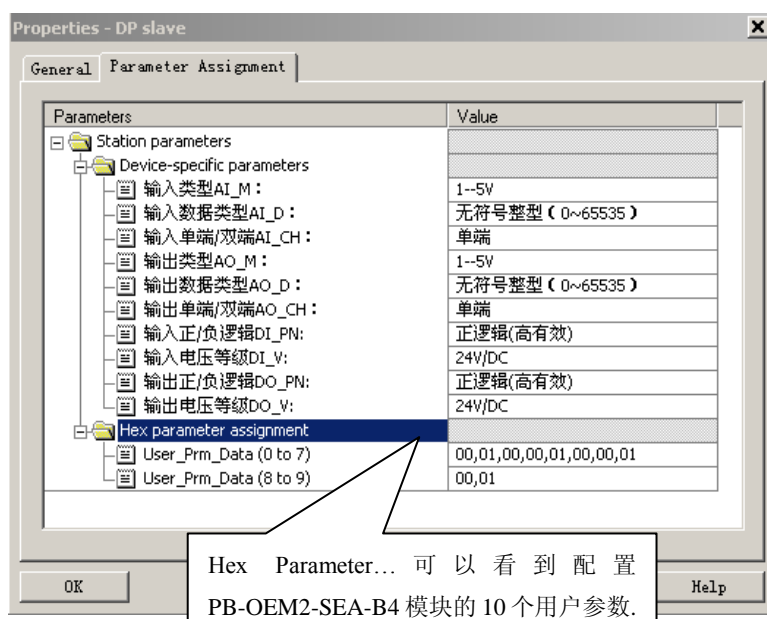 Properties - DP slave
General Parameter Assignment
Parameters Value
Station parameters
Device-specific parameters
输入类型AI_M： 1--5V
输入数据类型AI_D： 无符号整型（0~65535）
输入单端/双端AI_CH： 单端
输出类型AO_M： 1--5V
输出数据类型AO_D： 无符号整型（0~65535）
输出单端/双端AO_CH： 单端
输入正/负逻辑DI_PN: 正逻辑(高有效)
输入电压等级DI_V: 24V/DC
输出正/负逻辑DO_PN: 正逻辑(高有效)
输出电压等级DO_V: 24V/DC
Hex parameter assignment
User_Prm_Data (0 to 7) 00,01,00,00,01,00,00,01
User_Prm_Data (8 to 9) 00,01
Hex Parameter… 可以看到配置
PB-OEM2-SEA-B4 模块的 10 个用户参数.
OK Help